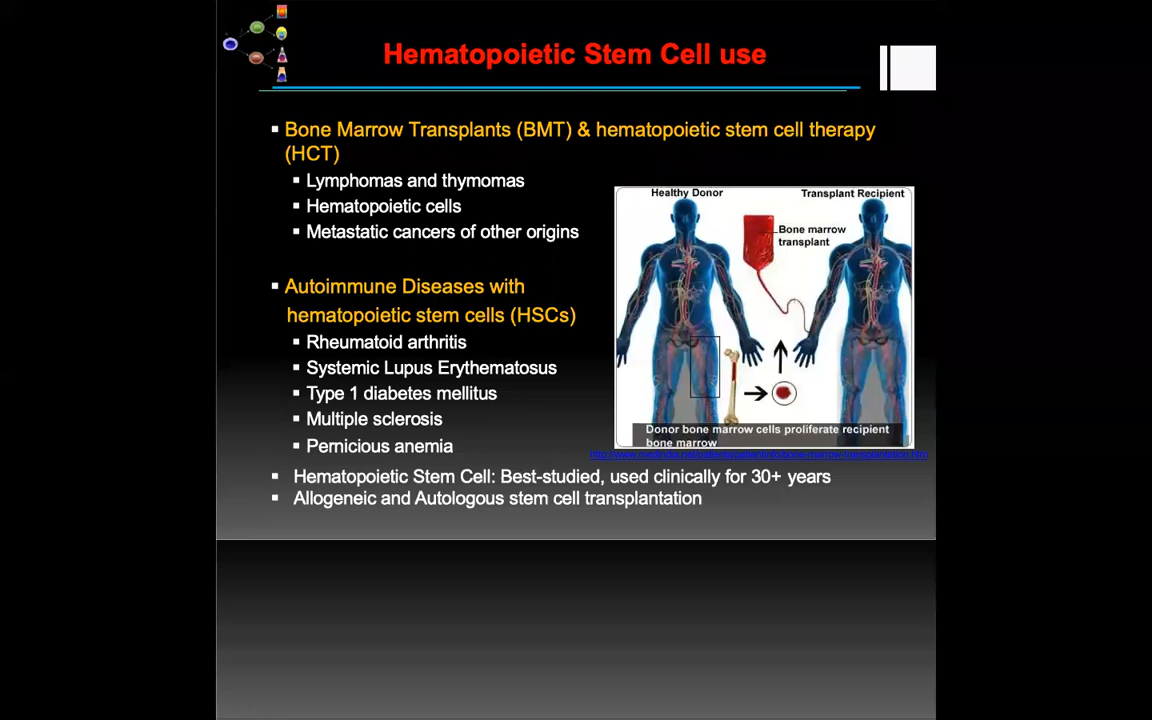 Hematopoietic Stem Cell use
Bone Marrow Transplants (BMT) & hematopoietic stem cell therapy
(HCT)
Lymphomas and thymomas
Hematopoietic cells
Metastatic cancers of other origins
Autoimmune Diseases with
hematopoietic stem cells (HSCs)
Rheumatoid arthritis
Systemic Lupus Erythematosus
Type 1 diabetes mellitus
Multiple sclerosis
Pernicious anemia
Hematopoietic Stem Cell: Best-studied, used clinically for 30+ years
Allogeneic and Autologous stem cell transplantation
Healthy Donor
Transplant Recipient
Bone marrow
transplant
Donor bone marrow cells proliferate recipient
bone marrow